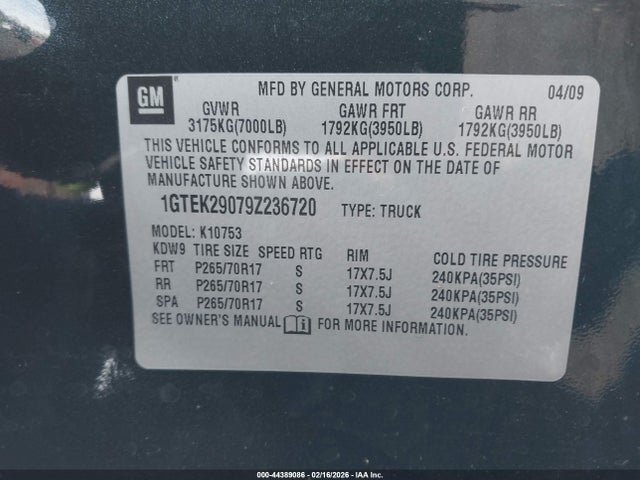 GM
MFD BY GENERAL MOTORS CORP. 04/09
GVWR GAWR FRT GAWR RR
3175KG(7000LB) 1792KG(3950LB) 1792KG(3950LB)
THIS VEHICLE CONFORMS TO ALL APPLICABLE U.S. FEDERAL MOTOR
VEHICLE SAFETY STANDARDS IN EFFECT ON THE DATE OF
MANUFACTURE SHOWN ABOVE.
1GTEK29079Z236720 TYPE: TRUCK
MODEL: K10753
KDW9 TIRE SIZE SPEED RTG RIM COLD TIRE PRESSURE
FRT P265/70R17 S 17X7.5J 240KPA(35PSI)
RR P265/70R17 S 17X7.5J 240KPA(35PSI)
SPA P265/70R17 S 17X7.5J 240KPA(35PSI)
SEE OWNER'S MANUAL FOR MORE INFORMATION.
000-44389086 - 02/16/2026 - IAA Inc.